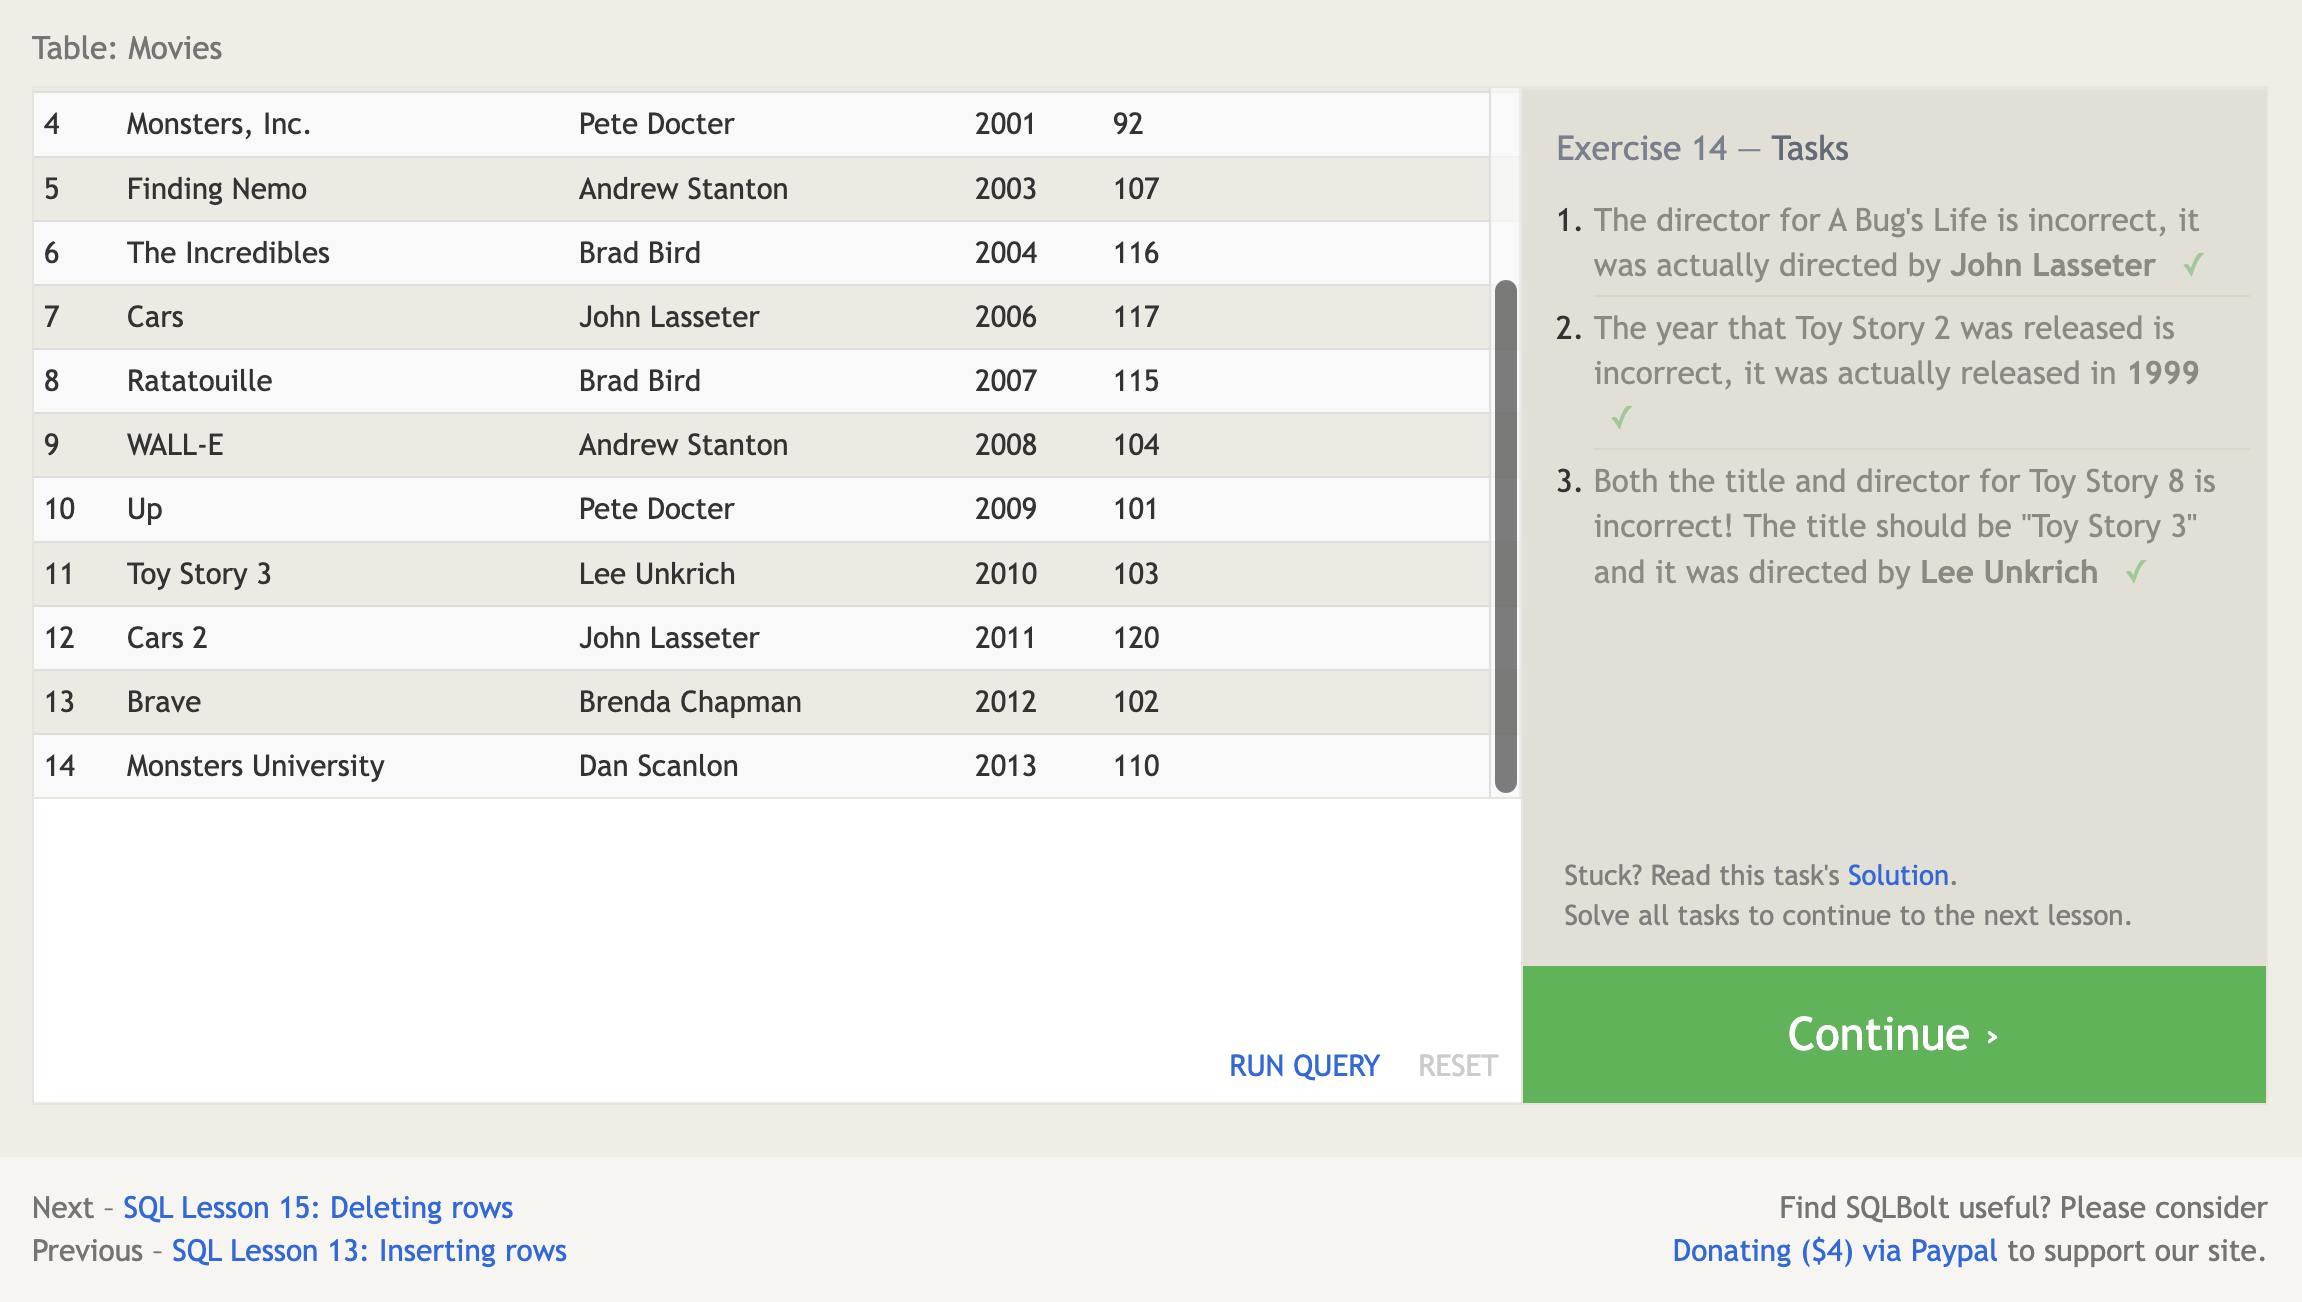 Table: Movies
4 Monsters, Inc. Pete Docter 2001 92
5 Finding Nemo Andrew Stanton 2003 107
6 The Incredibles Brad Bird 2004 116
7 Cars John Lasseter 2006 117
8 Ratatouille Brad Bird 2007 115
9 WALL-E Andrew Stanton 2008 104
10 Up Pete Docter 2009 101
11 Toy Story 3 Lee Unkrich 2010 103
12 Cars 2 John Lasseter 2011 120
13 Brave Brenda Chapman 2012 102
14 Monsters University Dan Scanlon 2013 110
RUN QUERY RESET
Exercise 14 — Tasks
1. The director for A Bug's Life is incorrect, it
was actually directed by John Lasseter ✓
2. The year that Toy Story 2 was released is
incorrect, it was actually released in 1999
✓
3. Both the title and director for Toy Story 8 is
incorrect! The title should be "Toy Story 3"
and it was directed by Lee Unkrich ✓
Stuck? Read this task's Solution.
Solve all tasks to continue to the next lesson.
Continue ›
Next – SQL Lesson 15: Deleting rows
Previous – SQL Lesson 13: Inserting rows
Find SQLBolt useful? Please consider
Donating ($4) via Paypal to support our site.